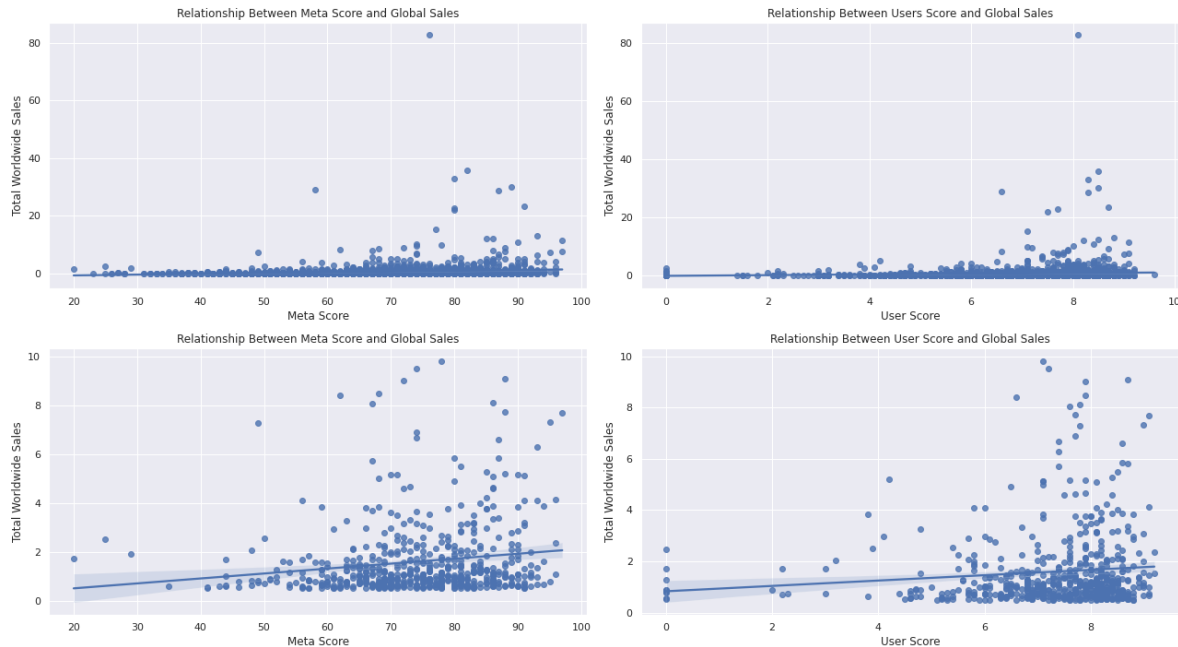 Relationship Between Meta Score and Global Sales
Total Worldwide Sales
80
60
40
20
0
20 30 40 50 60 70 80 90 100
Meta Score
Relationship Between Users Score and Global Sales
Total Worldwide Sales
80
60
40
20
0
0 2 4 6 8 10
User Score
Relationship Between Meta Score and Global Sales
Total Worldwide Sales
10
8
6
4
2
0
20 30 40 50 60 70 80 90 100
Meta Score
Relationship Between User Score and Global Sales
Total Worldwide Sales
10
8
6
4
2
0
0 2 4 6 8
User Score